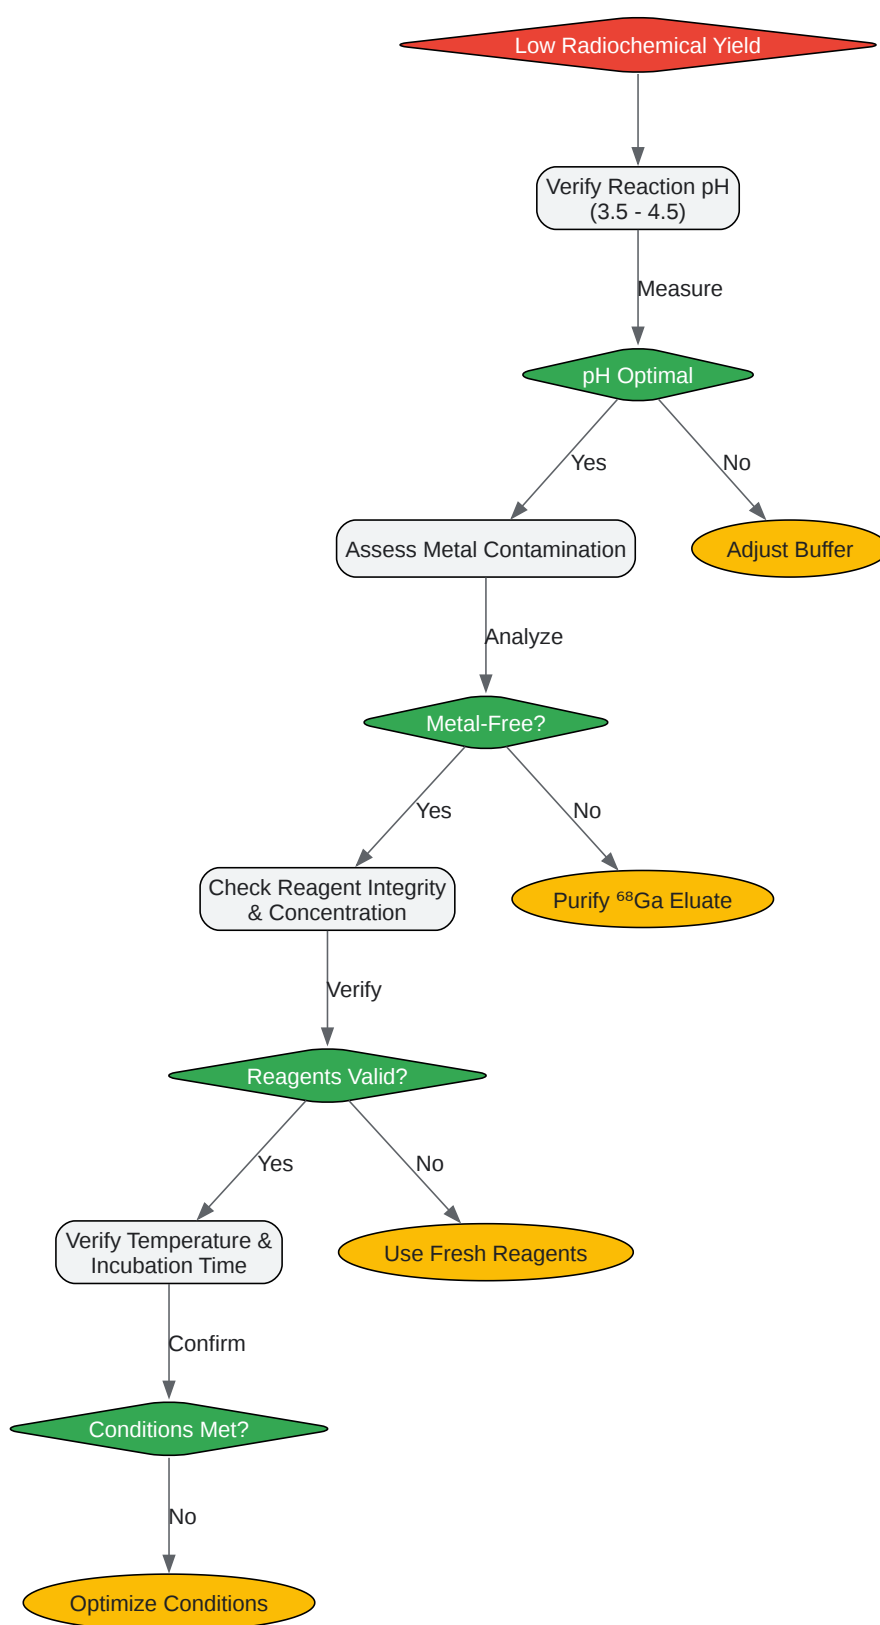 Low Radiochemical Yield
Verify Reaction pH
(3.5 - 4.5)
Measure
pH Optimal
Yes
No
Assess Metal Contamination
Adjust Buffer
Analyze
Metal-Free?
Yes
No
Check Reagent Integrity
& Concentration
Purify ⁶⁸Ga Eluate
Verify
Reagents Valid?
Yes
No
Verify Temperature &
Incubation Time
Use Fresh Reagents
Confirm
Conditions Met?
No
Optimize Conditions